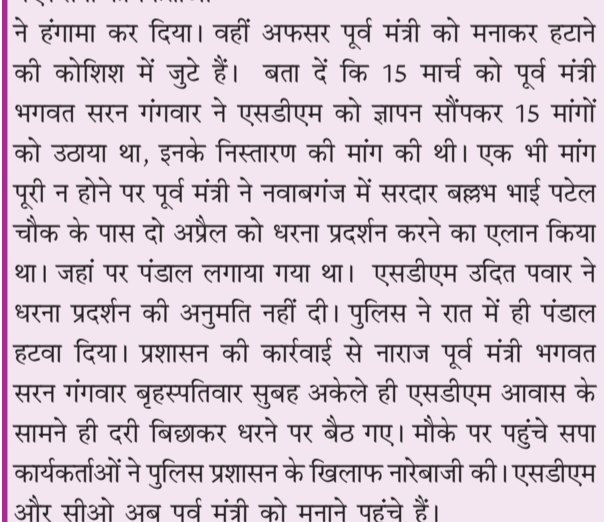 ने हंगामा कर दिया। वहीं अफसर पूर्व मंत्री को मनाकर हटाने
की कोशिश में जुटे हैं। बता दें कि 15 मार्च को पूर्व मंत्री
भगवत सरन गंगवार ने एसडीएम को ज्ञापन सौंपकर 15 मांगों
को उठाया था, इनके निस्तारण की मांग की थी। एक भी मांग
पूरी न होने पर पूर्व मंत्री ने नवाबगंज में सरदार बल्लभ भाई पटेल
चौक के पास दो अप्रैल को धरना प्रदर्शन करने का एलान किया
था। जहां पर पंडाल लगाया गया था। एसडीएम उदित पवार ने
धरना प्रदर्शन की अनुमति नहीं दी। पुलिस ने रात में ही पंडाल
हटवा दिया। प्रशासन की कार्रवाई से नाराज पूर्व मंत्री भगवत
सरन गंगवार बृहस्पतिवार सुबह अकेले ही एसडीएम आवास के
सामने ही दरी बिछाकर धरने पर बैठ गए। मौके पर पहुंचे सपा
कार्यकर्ताओं ने पुलिस प्रशासन के खिलाफ नारेबाजी की। एसडीएम
और सीओ अब पूर्व मंत्री को मनाने पहुंचे हैं।